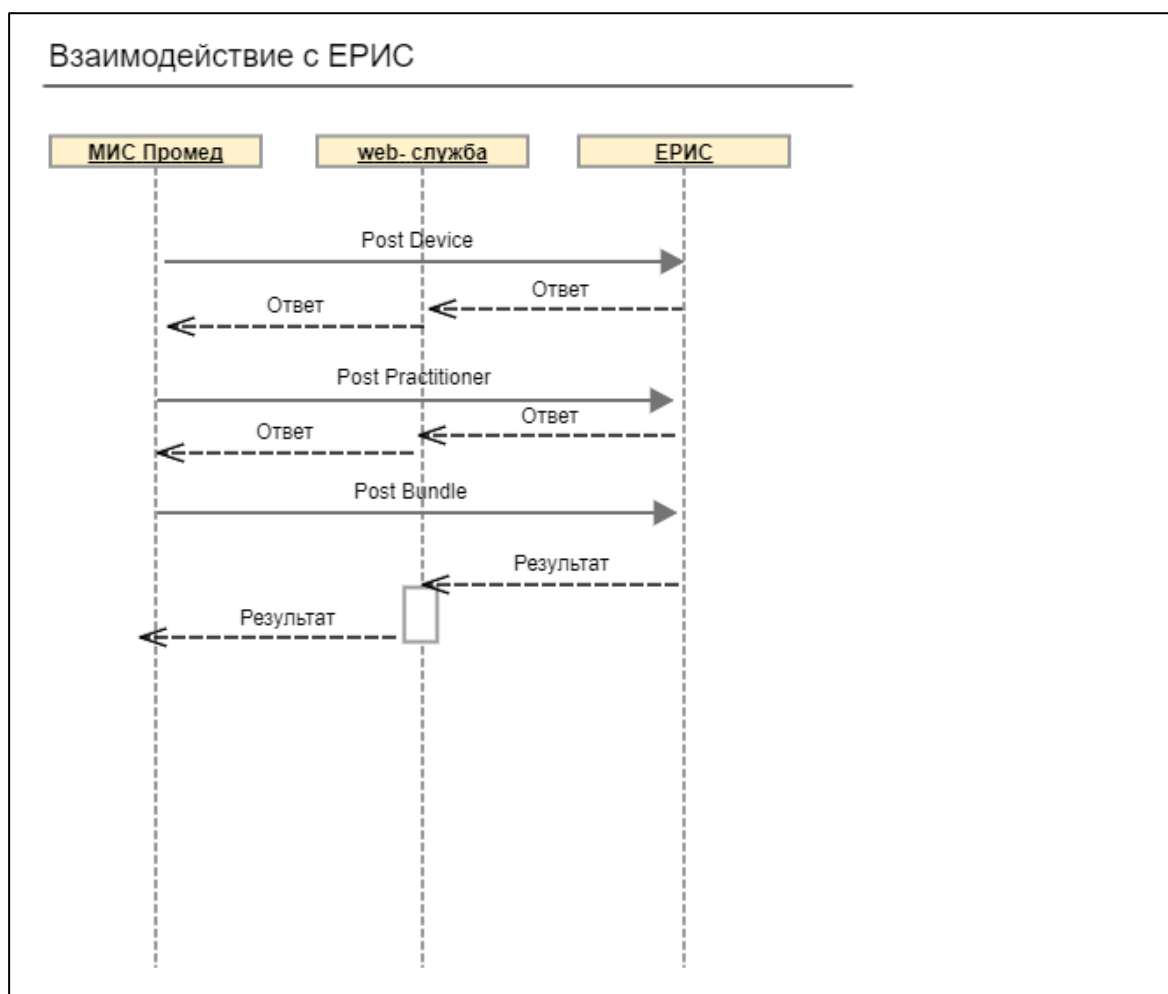 Взаимодействие с ЕРИС
МИС Промед
web- служба
ЕРИС
Post Device
Ответ
Ответ
Post Practitioner
Ответ
Ответ
Post Bundle
Результат
Результат